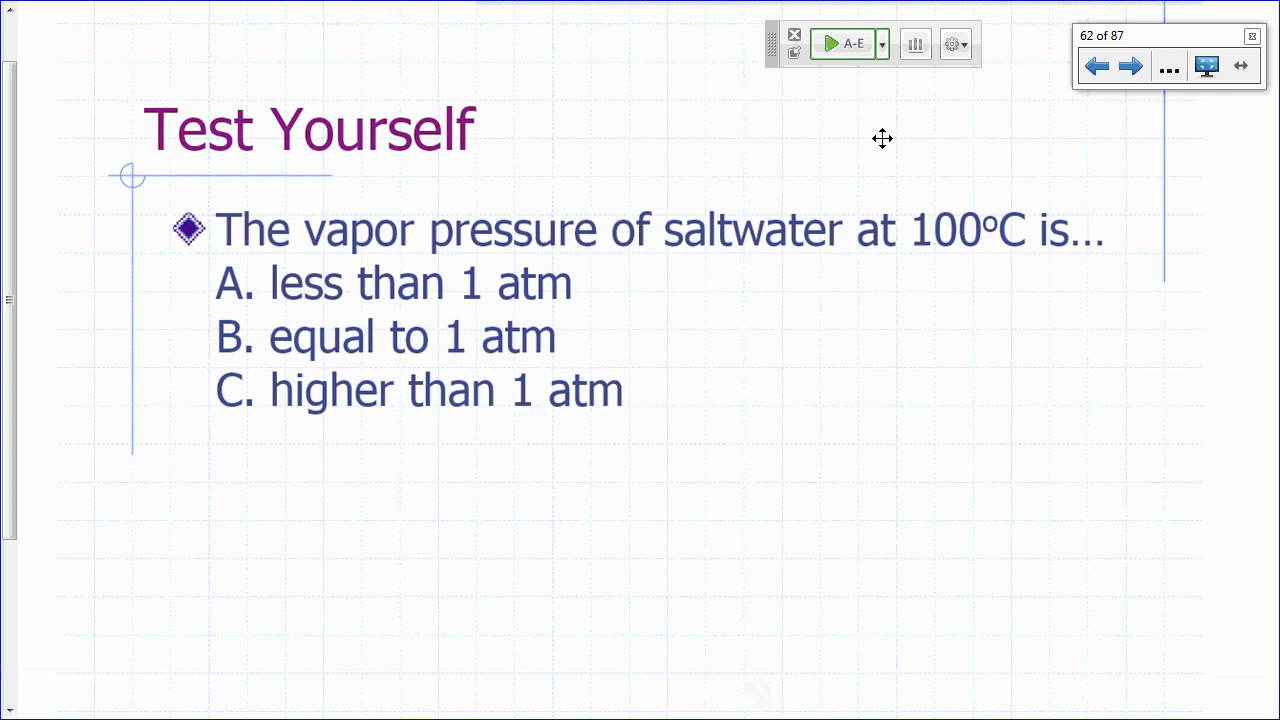 A-E
62 of 87
...
Test Yourself
The vapor pressure of saltwater at 100ºC is...
A. less than 1 atm
B. equal to 1 atm
C. higher than 1 atm